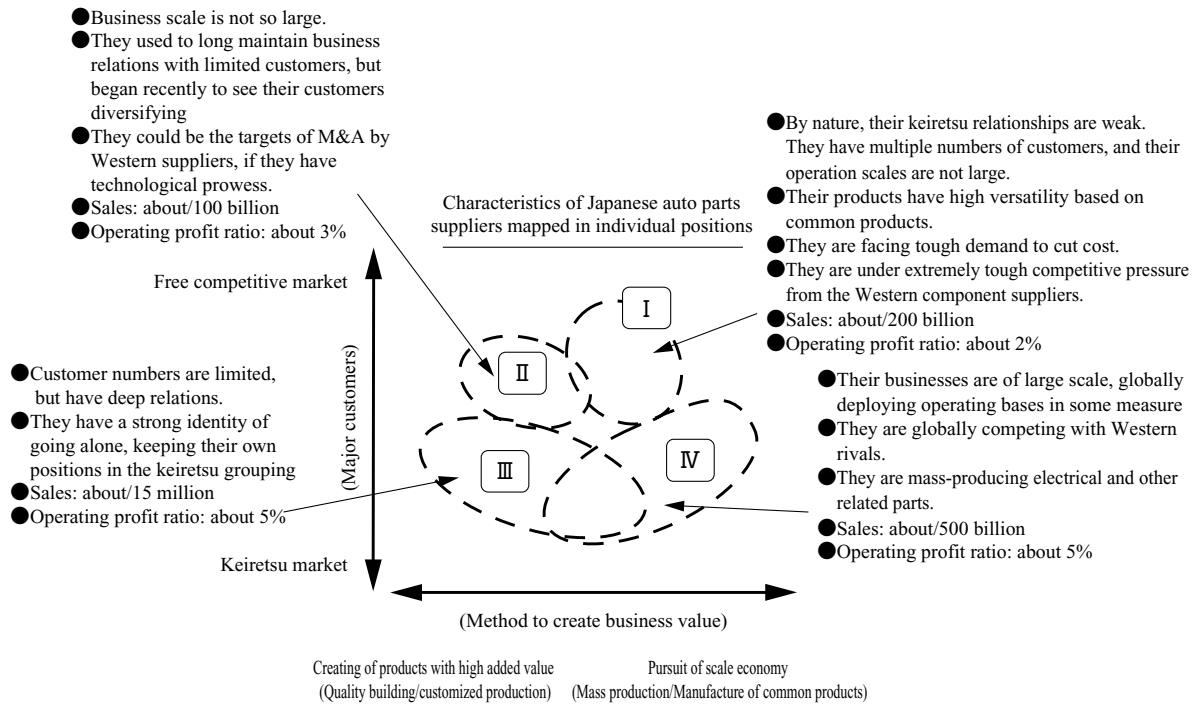 ●Business scale is not so large.
●They used to long maintain business
relations with limited customers, but
began recently to see their customers
diversifying
●They could be the targets of M&A by
Western suppliers, if they have
technological prowess.
●Sales: about/100 billion
●Operating profit ratio: about 3%
Characteristics of Japanese auto parts
suppliers mapped in individual positions
●By nature, their keiretsu relationships are weak.
They have multiple numbers of customers, and their
operation scales are not large.
●Their products have high versatility based on
common products.
●They are facing tough demand to cut cost.
●They are under extremely tough competitive pressure
from the Western component suppliers.
●Sales: about/200 billion
●Operating profit ratio: about 2%
Free competitive market
(Major customers)
Keiretsu market
Ⅰ
Ⅱ
Ⅲ
Ⅳ
●Customer numbers are limited,
but have deep relations.
●They have a strong identity of
going alone, keeping their own
positions in the keiretsu grouping
●Sales: about/15 million
●Operating profit ratio: about 5%
●Their businesses are of large scale, globally
deploying operating bases in some measure
●They are globally competing with Western
rivals.
●They are mass-producing electrical and other
related parts.
●Sales: about/500 billion
●Operating profit ratio: about 5%
(Method to create business value)
Creating of products with high added value
(Quality building/customized production)
Pursuit of scale economy
(Mass production/Manufacture of common products)